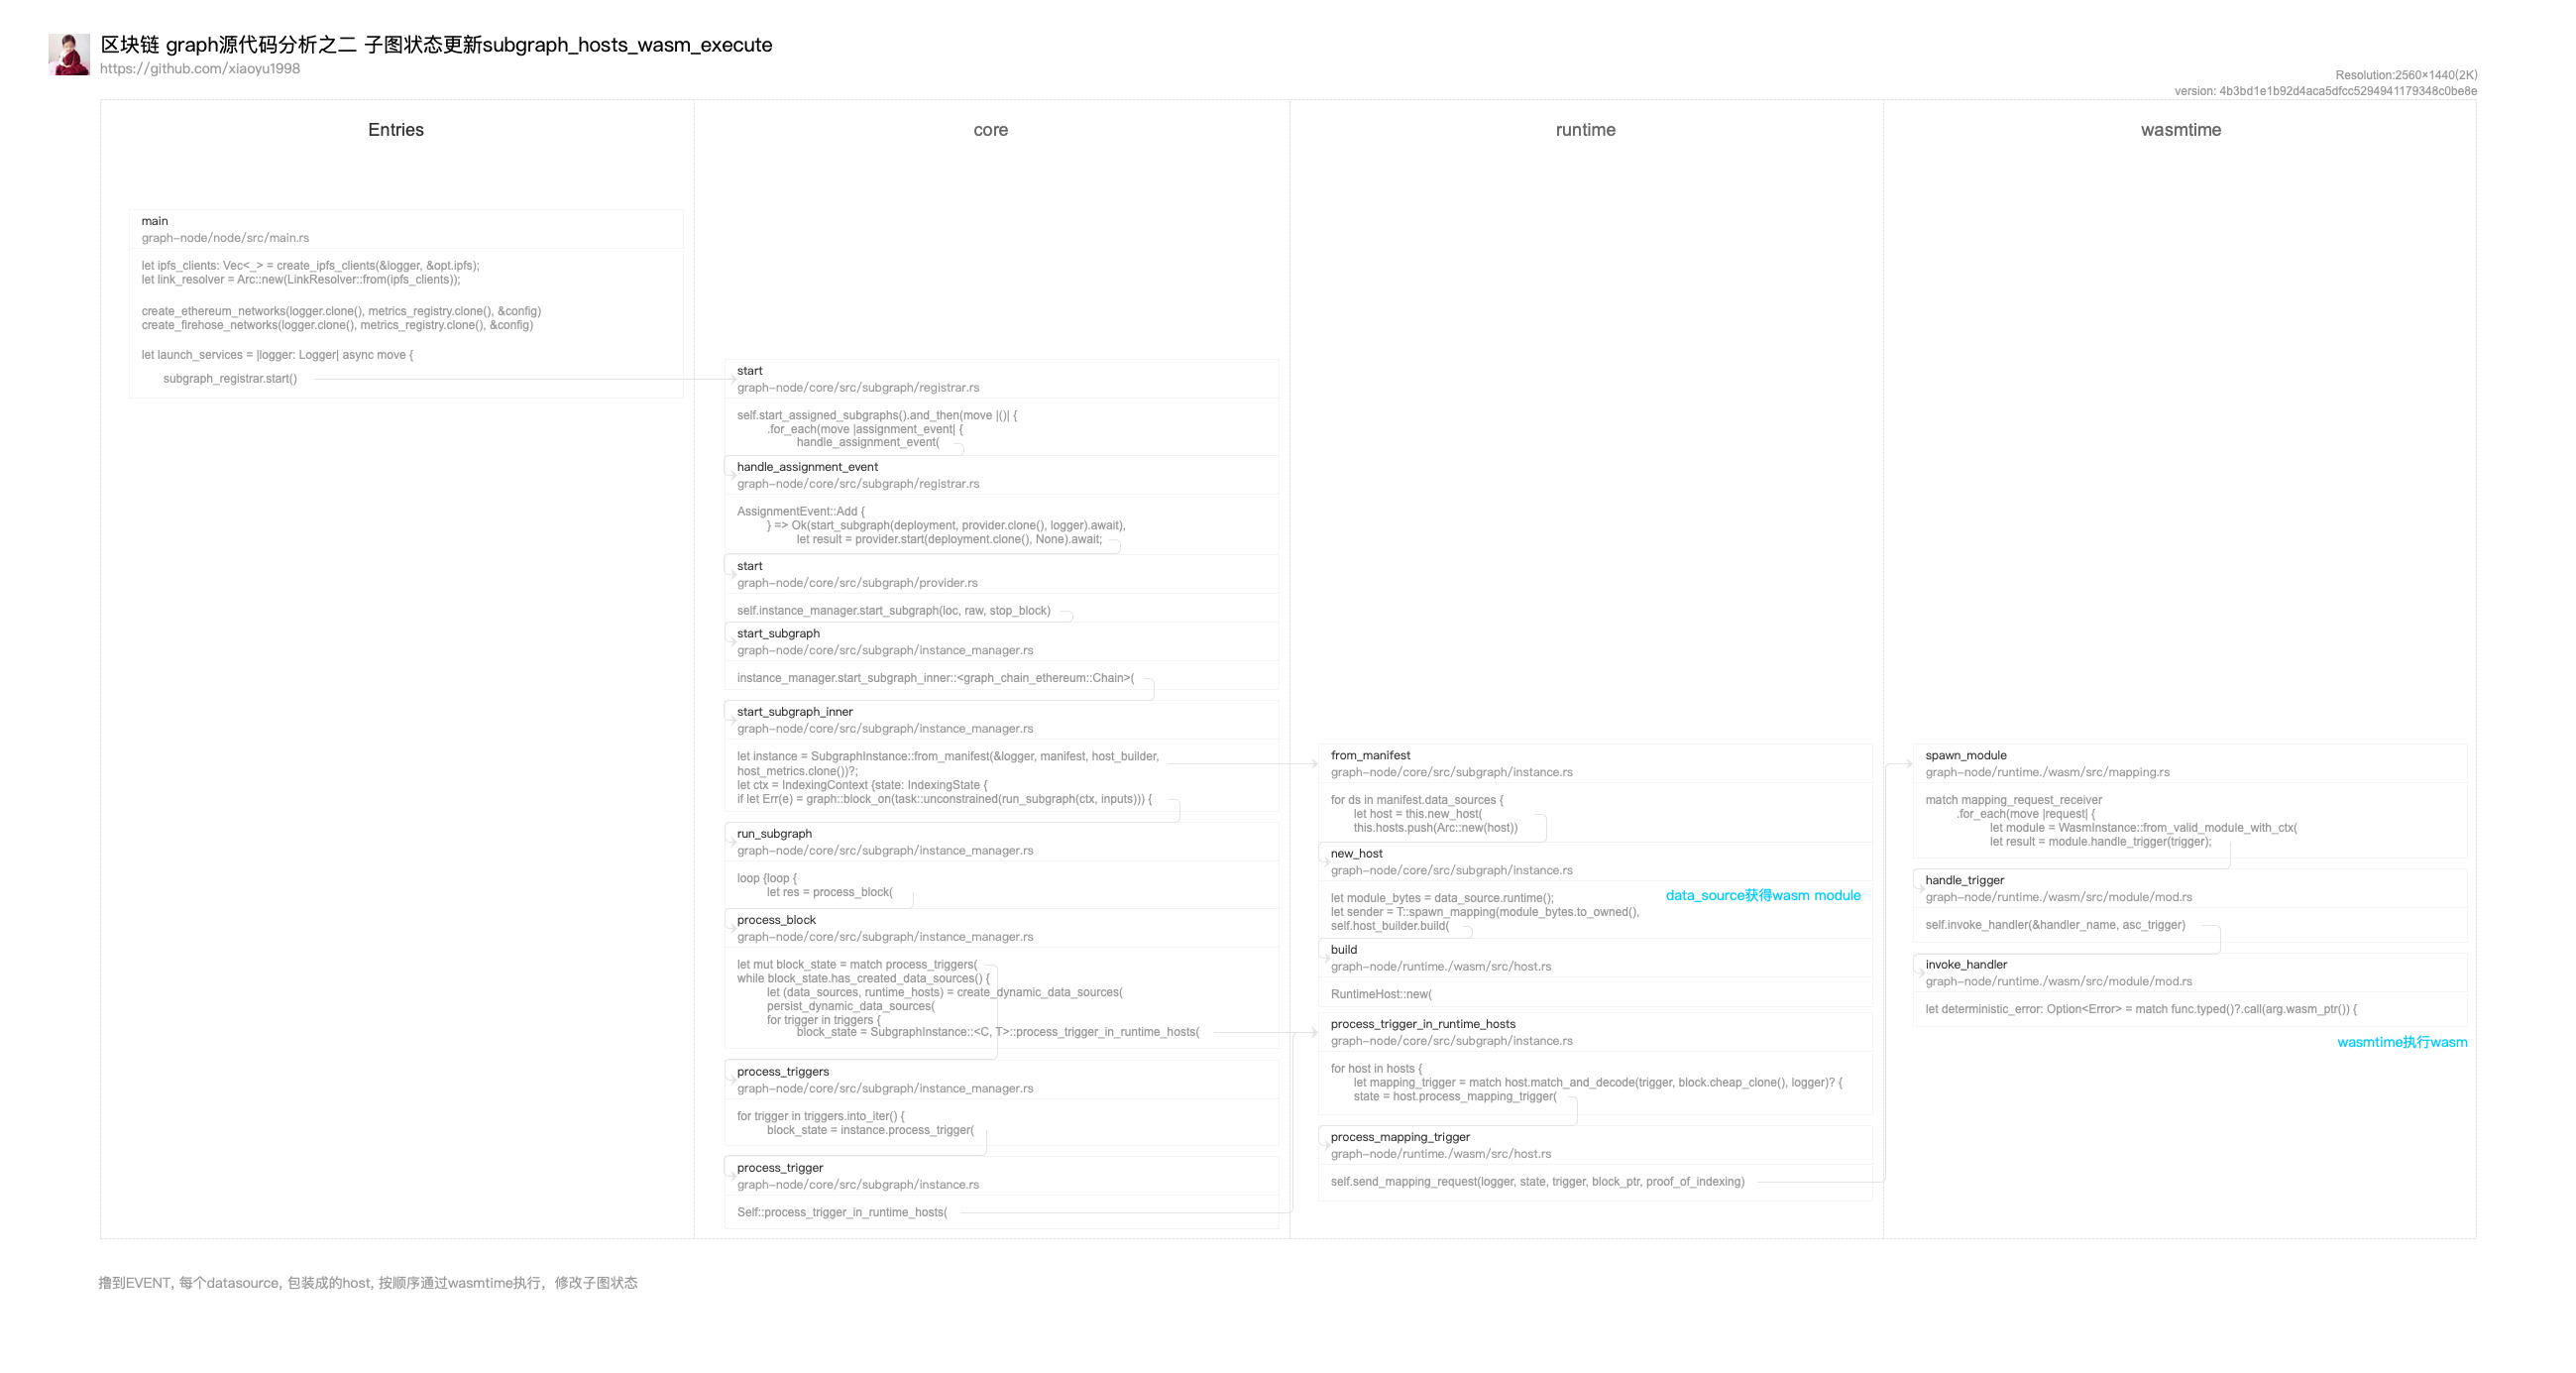 区块链 graph源代码分析之二 子图状态更新subgraph_hosts_wasm_execute
https://github.com/xiaoyu1998
Resolution:2560×1440(2K)
version: 4b3bd1e1b92d4aca5dfcc5294941179348c0be8e
Entries
main
graph-node/node/src/main.rs
let ipfs_clients: Vec<_> = create_ipfs_clients(&logger, &opt.ipfs);
let link_resolver = Arc::new(LinkResolver::from(ipfs_clients));
create_ethereum_networks(logger.clone(), metrics_registry.clone(), &config)
create_firehose_networks(logger.clone(), metrics_registry.clone(), &config)
let launch_services = |logger: Logger| async move {
subgraph_registrar.start()
core
start
graph-node/core/src/subgraph/registrar.rs
self.start_assigned_subgraphs().and_then(move |()| {
.for_each(move |assignment_event| {
handle_assignment_event(
handle_assignment_event
graph-node/core/src/subgraph/registrar.rs
AssignmentEvent::Add {
} => Ok(start_subgraph(deployment, provider.clone(), logger).await),
let result = provider.start(deployment.clone(), None).await;
start
graph-node/core/src/subgraph/provider.rs
self.instance_manager.start_subgraph(loc, raw, stop_block)
start_subgraph
graph-node/core/src/subgraph/instance_manager.rs
instance_manager.start_subgraph_inner::<graph_chain_ethereum::Chain>(
start_subgraph_inner
graph-node/core/src/subgraph/instance_manager.rs
let instance = SubgraphInstance::from_manifest(&logger, manifest, host_builder,
host_metrics.clone())?;
let ctx = IndexingContext {state: IndexingState {
if let Err(e) = graph::block_on(task::unconstrained(run_subgraph(ctx, inputs))) {
run_subgraph
graph-node/core/src/subgraph/instance_manager.rs
loop {loop {
let res = process_block(
process_block
graph-node/core/src/subgraph/instance_manager.rs
let mut block_state = match process_triggers(
while block_state.has_created_data_sources() {
let (data_sources, runtime_hosts) = create_dynamic_data_sources(
persist_dynamic_data_sources(
for trigger in triggers {
block_state = SubgraphInstance::<C, T>::process_trigger_in_runtime_hosts(
process_triggers
graph-node/core/src/subgraph/instance_manager.rs
for trigger in triggers.into_iter() {
block_state = instance.process_trigger(
process_trigger
graph-node/core/src/subgraph/instance.rs
Self::process_trigger_in_runtime_hosts(
runtime
from_manifest
graph-node/core/src/subgraph/instance.rs
for ds in manifest.data_sources {
let host = this.new_host(
this.hosts.push(Arc::new(host))
new_host
graph-node/core/src/subgraph/instance.rs
data_source获得wasm module
let module_bytes = data_source.runtime();
let sender = T::spawn_mapping(module_bytes.to_owned(),
self.host_builder.build(
build
graph-node/runtime./wasm/src/host.rs
RuntimeHost::new(
process_trigger_in_runtime_hosts
graph-node/core/src/subgraph/instance.rs
for host in hosts {
let mapping_trigger = match host.match_and_decode(trigger, block.cheap_clone(), logger)? {
state = host.process_mapping_trigger(
process_mapping_trigger
graph-node/runtime./wasm/src/host.rs
self.send_mapping_request(logger, state, trigger, block_ptr, proof_of_indexing)
wasmtime
spawn_module
graph-node/runtime./wasm/src/mapping.rs
match mapping_request_receiver
.for_each(move |request| {
let module = WasmInstance::from_valid_module_with_ctx(
let result = module.handle_trigger(trigger);
handle_trigger
graph-node/runtime./wasm/src/module/mod.rs
self.invoke_handler(&handler_name, asc_trigger)
invoke_handler
graph-node/runtime./wasm/src/module/mod.rs
let deterministic_error: Option<Error> = match func.typed()?.call(arg.wasm_ptr()) {
wasmtime执行wasm
撸到EVENT, 每个datasource, 包装成的host, 按顺序通过wasmtime执行，修改子图状态